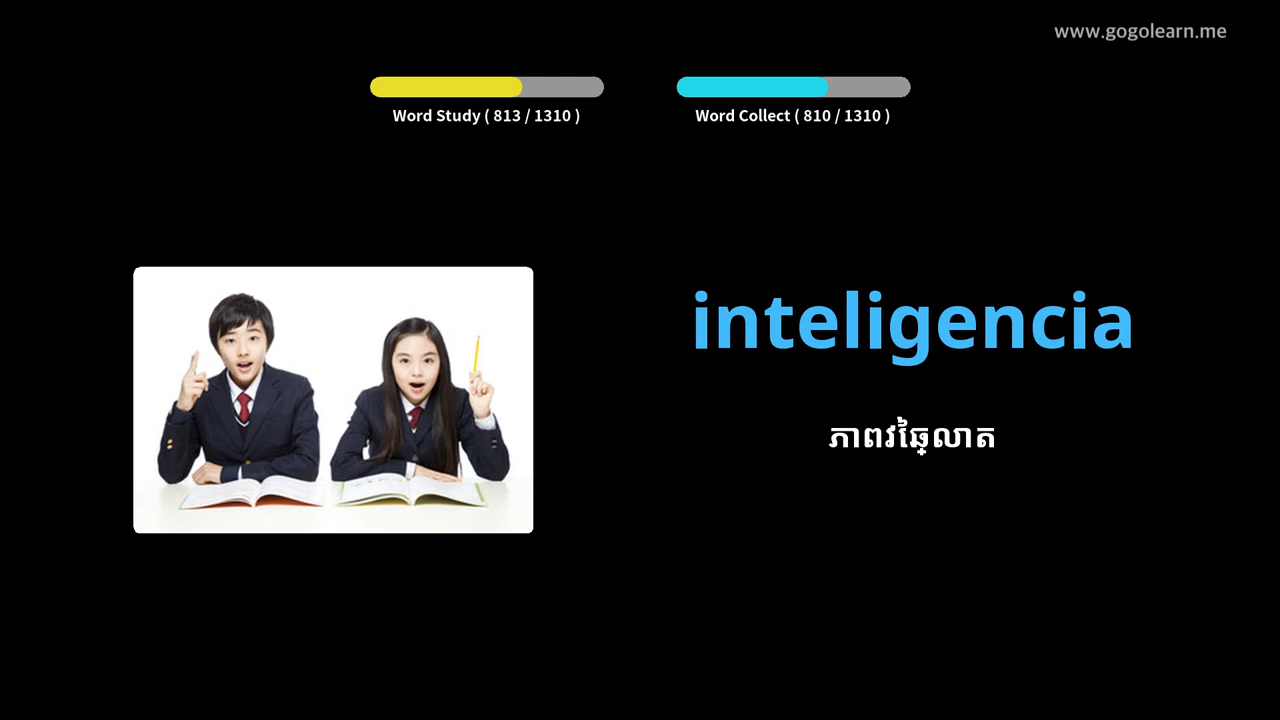 www.gogolearn.me
Word Study ( 813 / 1310 )
Word Collect ( 810 / 1310 )
inteligencia
ភាពវឆ្លៃាត